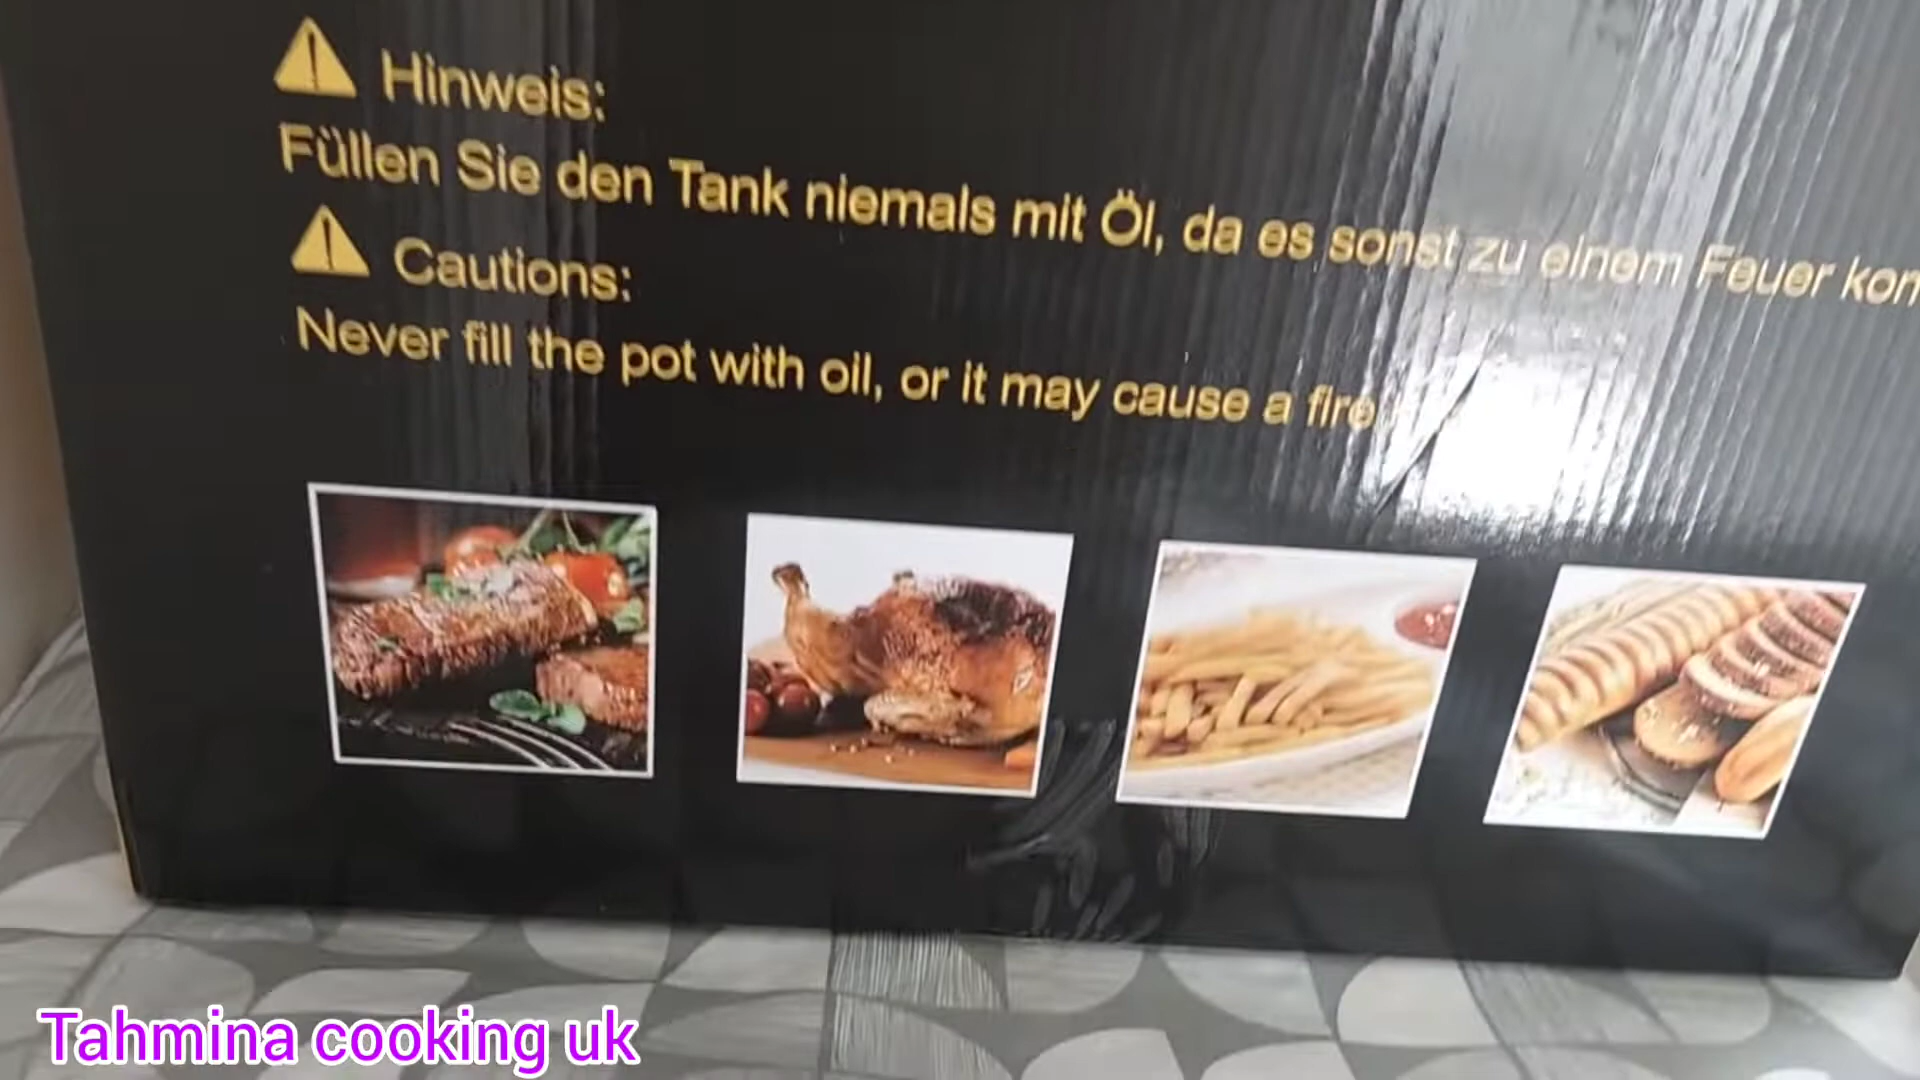 Hinweis:
Füllen Sie den Tank niemals mit Öl, da es sonst zu einem Feuer
Cautions:
Never fill the pot with oil, or it may cause a fire
Tahmina cooking uk